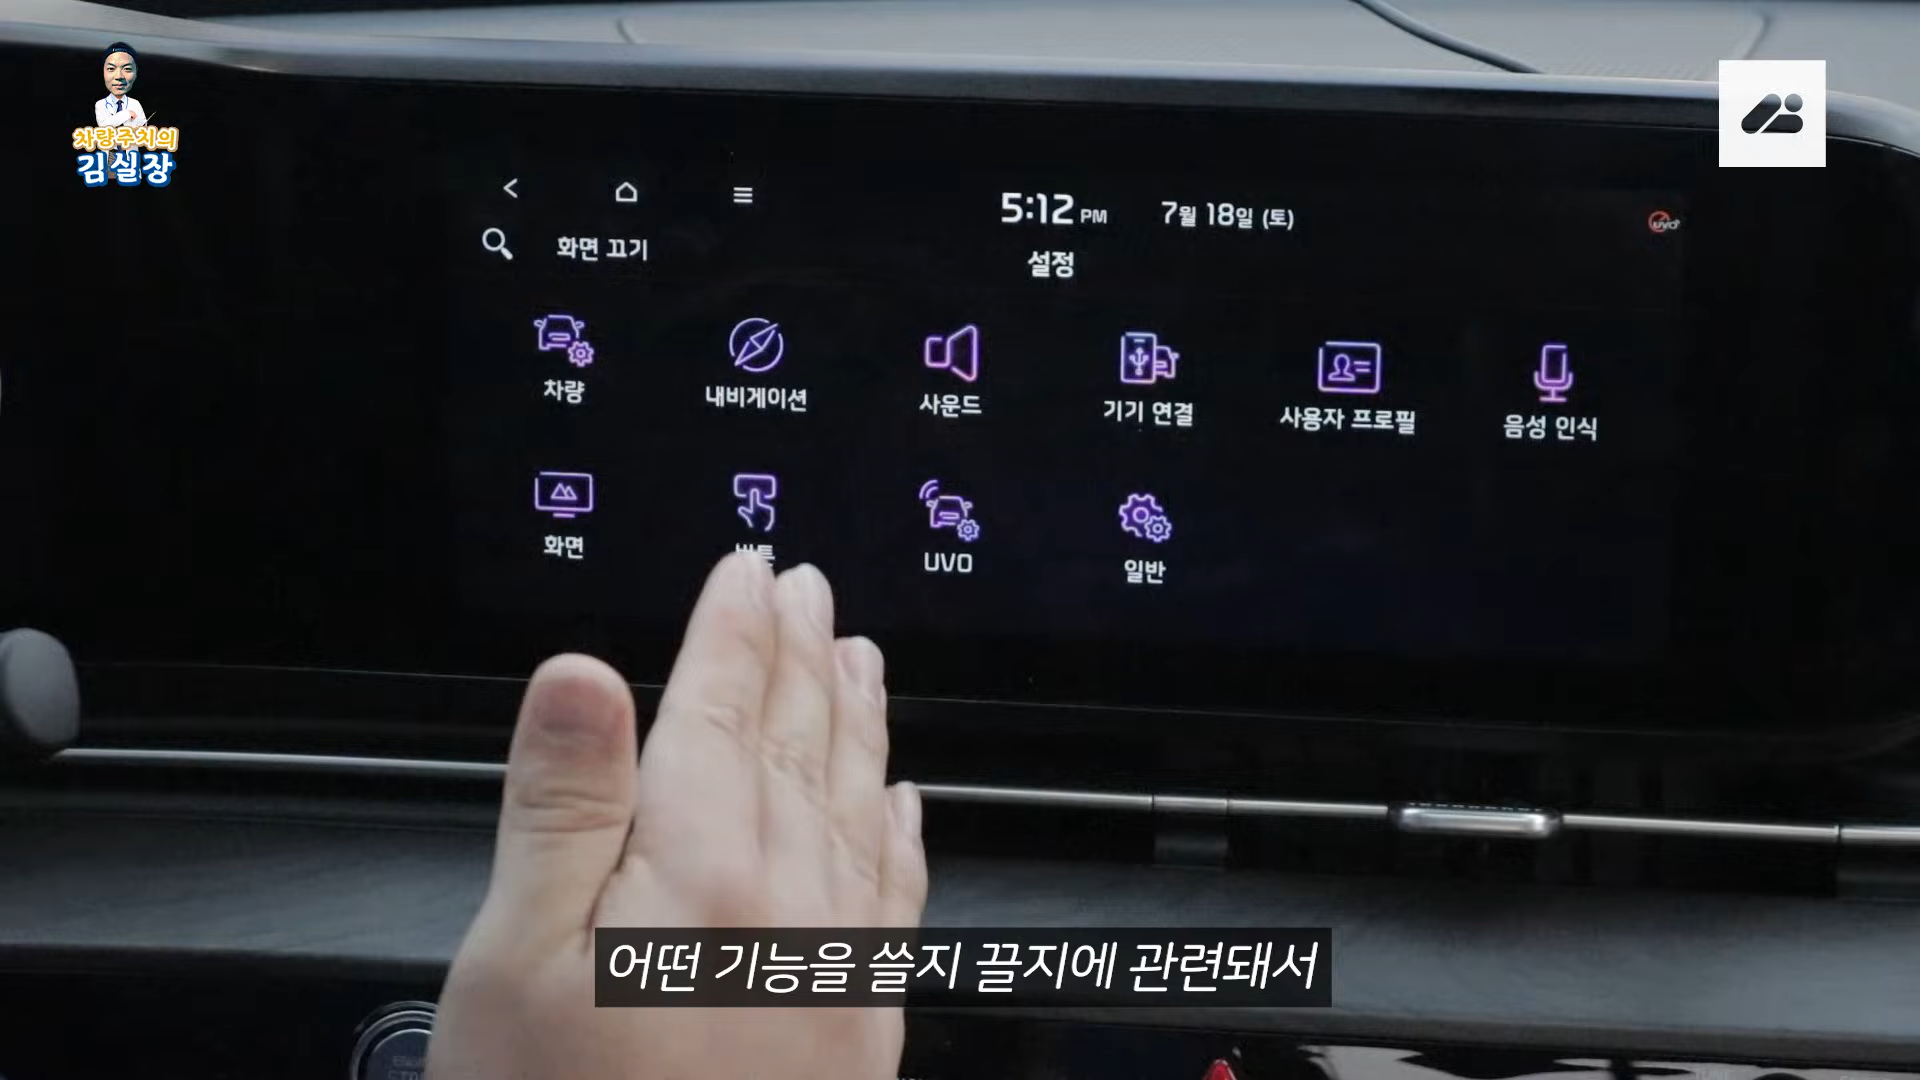 차량주치의
김실장
5:12 PM 7월 18일 (토)
화면 끄기
설정
차량 내비게이션 사운드 기기 연결 사용자 프로필 음성 인식
화면 버튼 UVO 일반
어떤 기능을 쓸지 끌지에 관련돼서